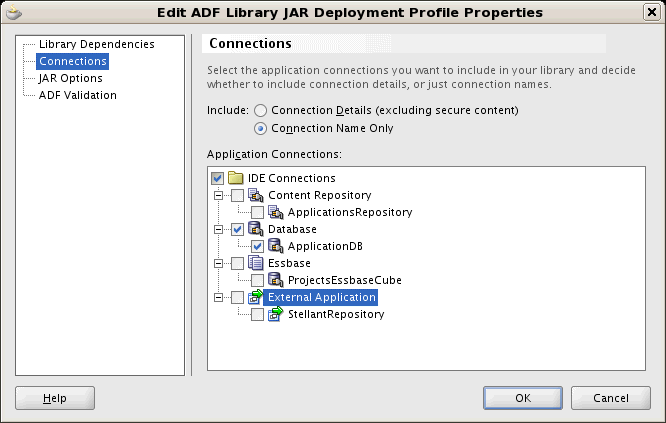 Edit ADF Library JAR Deployment Profile Properties
Library Dependencies
Connections
JAR Options
ADF Validation
Connections
Select the application connections you want to include in your library and decide
whether to include connection details, or just connection names.
Include: Connection Details (excluding secure content)
Connection Name Only
Application Connections:
IDE Connections
Content Repository
ApplicationsRepository
Database
ApplicationDB
Essbase
ProjectsEssbaseCube
External Application
StellantRepository
Help
OK
Cancel